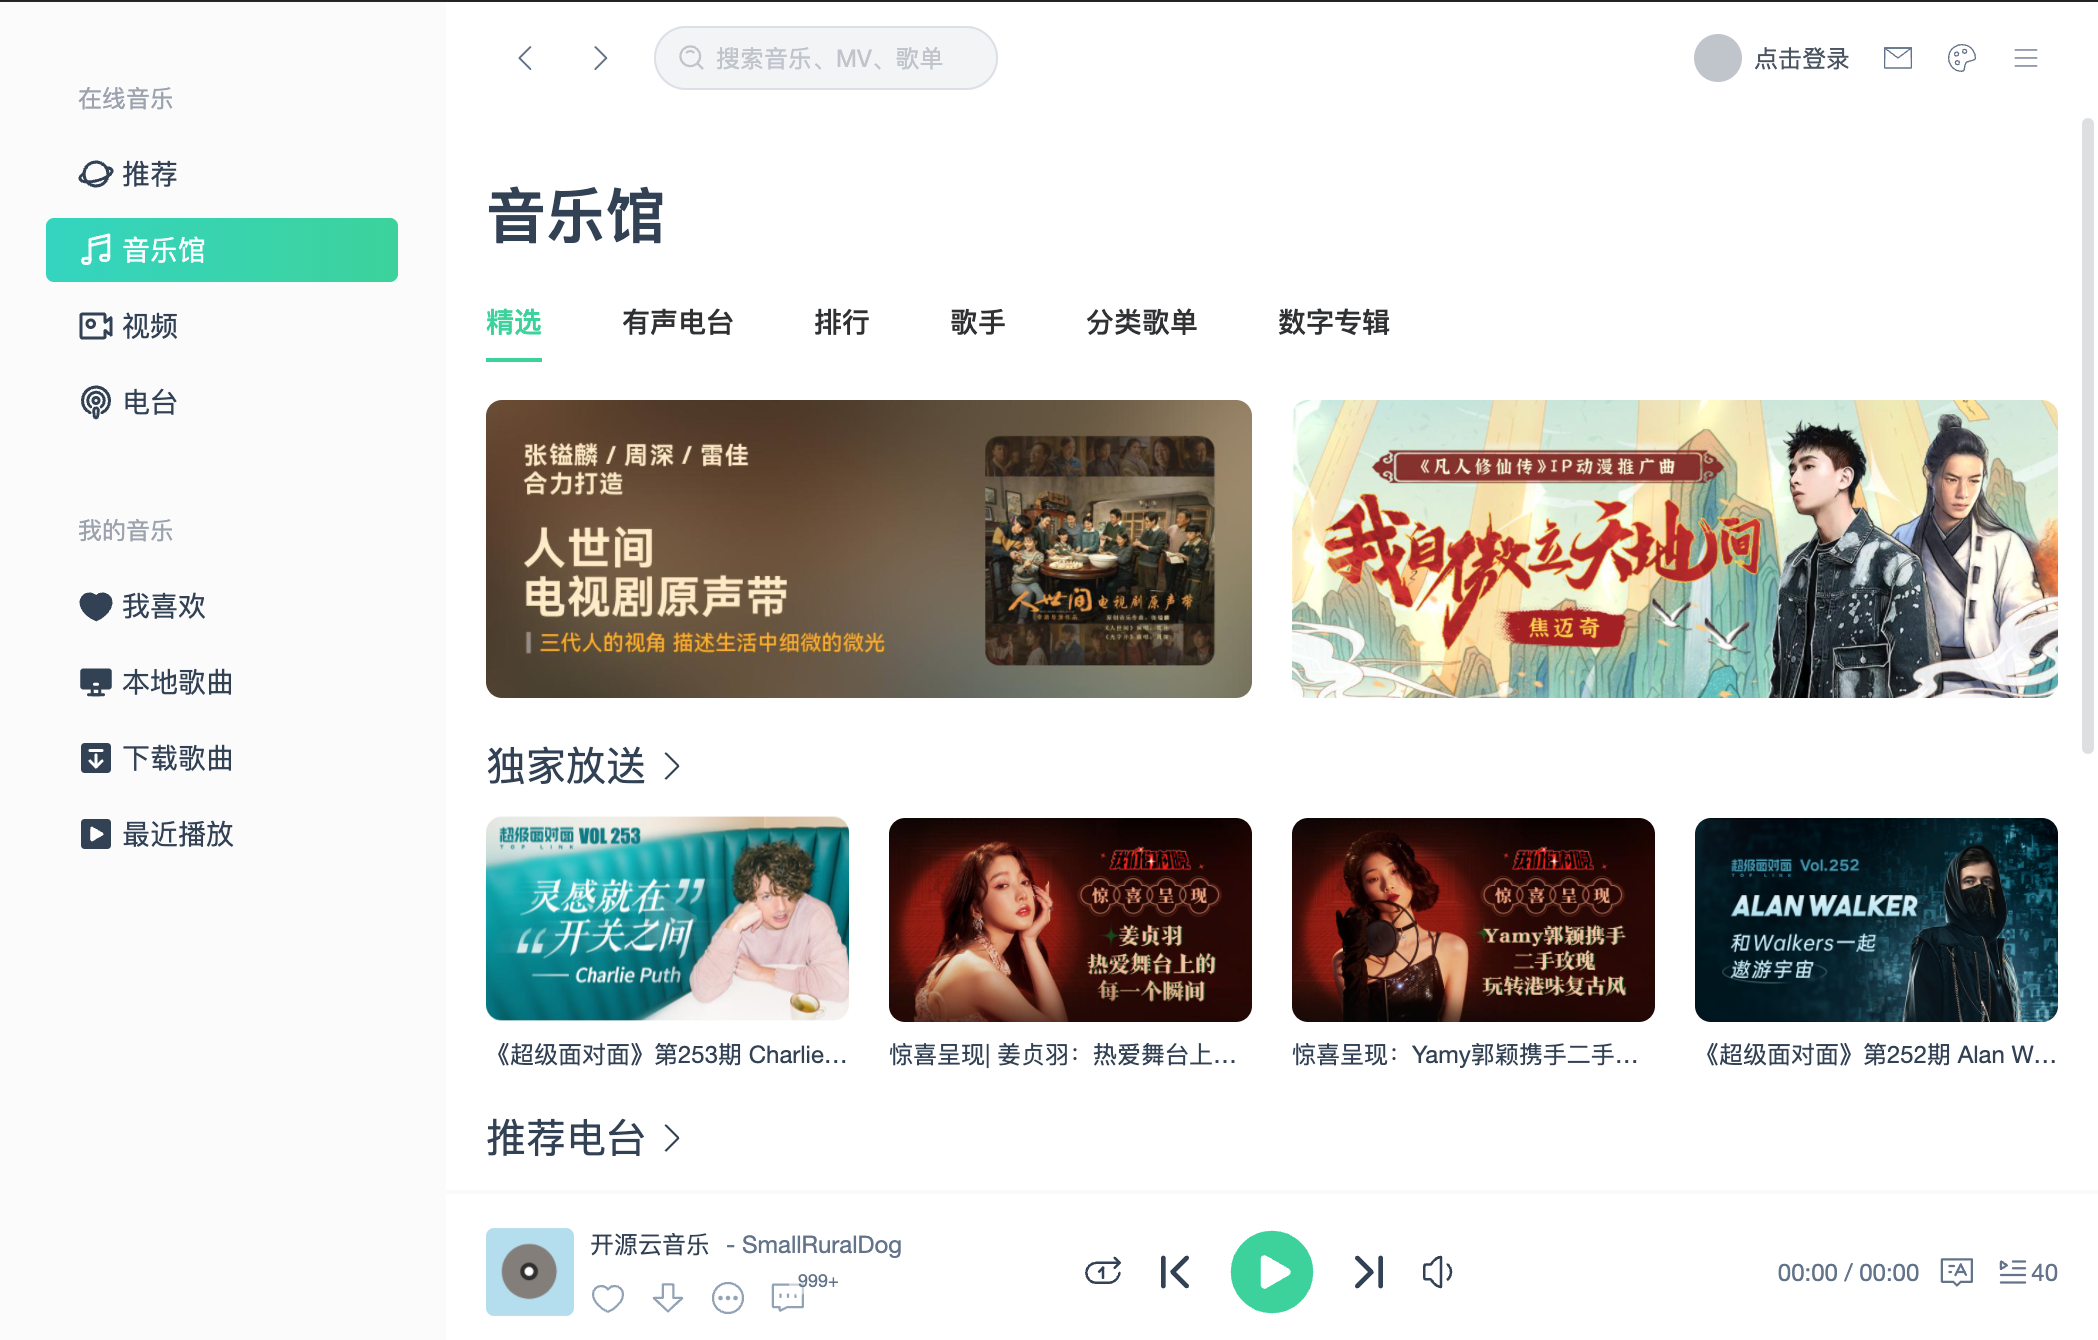 搜索音乐、MV、歌单
点击登录
在线音乐
推荐
音乐馆
视频
电台
我的音乐
我喜欢
本地歌曲
下载歌曲
最近播放
音乐馆
精选
有声电台
排行
歌手
分类歌单
数字专辑
张镒麟 / 周深 / 雷佳
合力打造
人世间
电视剧原声带
三代人的视角 描述生活中细微的微光
人世间 电视剧原声带
《凡人修仙传》IP动漫推广曲
我自傲立天地间
焦迈奇
独家放送
超级面对面 VOL 253
TOP LINK
灵感就在
开关之间
Charlie Puth
惊喜呈现
姜贞羽
热爱舞台上的
每一个瞬间
惊喜呈现
Yamy郭颖携手
二手玫瑰
玩转港味复古风
超级面对面 Vol.252
TOP LINK
ALAN WALKER
和Walkers一起
遨游宇宙
《超级面对面》第253期 Charlie...
惊喜呈现| 姜贞羽：热爱舞台上...
惊喜呈现：Yamy郭颖携手二手...
《超级面对面》第252期 Alan W...
推荐电台
开源云音乐 - SmallRuralDog
999+
1
00:00 / 00:00
A
40